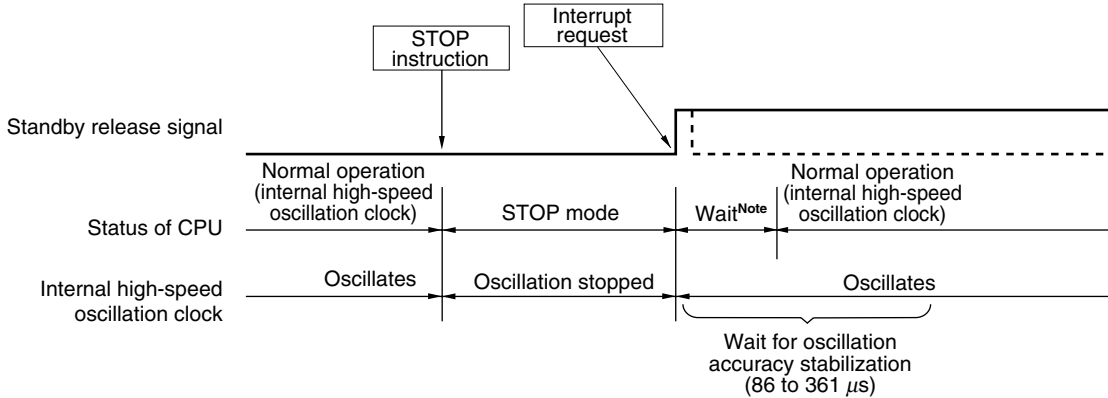 STOP
instruction
Interrupt
request
Standby release signal
Normal operation
(internal high-speed
oscillation clock)
Normal operation
(internal high-speed
oscillation clock)
Status of CPU
STOP mode
WaitNote
Internal high-speed
oscillation clock
Oscillates
Oscillation stopped
Oscillates
Wait for oscillation
accuracy stabilization
(86 to 361 μs)